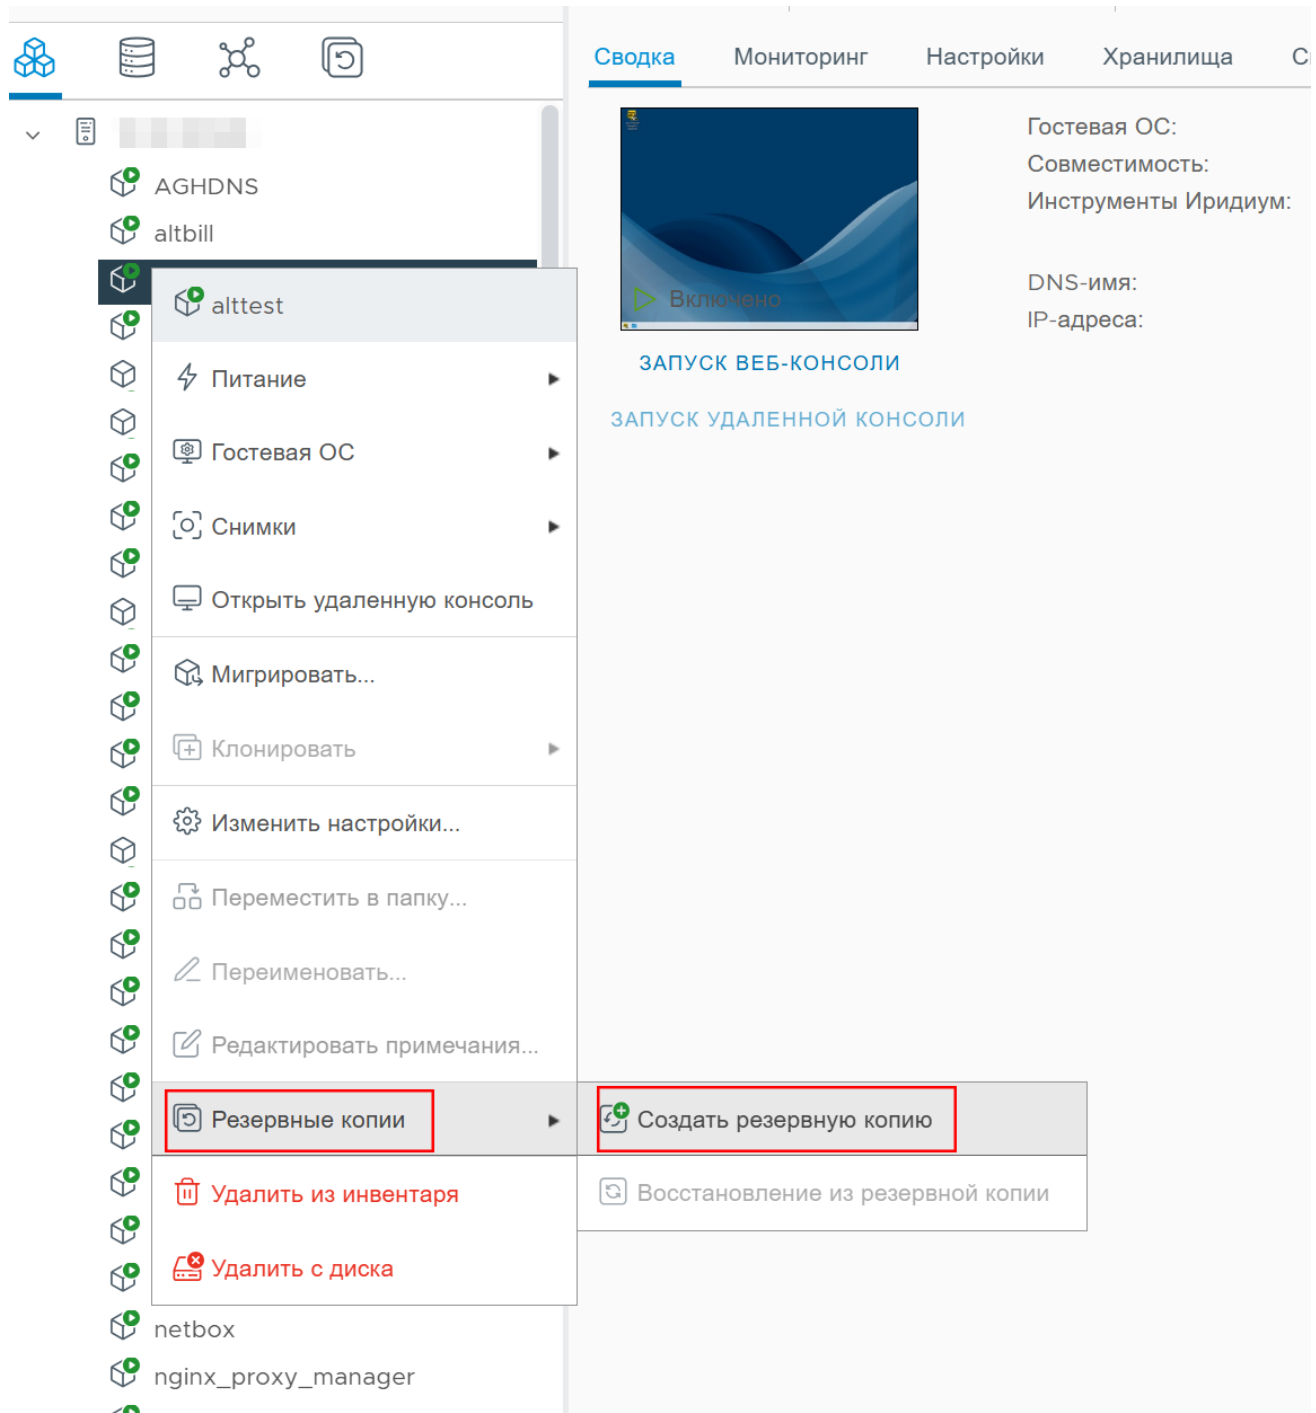 Сводка
Мониторинг
Настройки
Хранилища
AGHDNS
altbill
alttest
Питание
Гостевая ОС
Снимки
Открыть удаленную консоль
Мигрировать...
Клонировать
Изменить настройки...
Переместить в папку...
Переименовать...
Редактировать примечания...
Резервные копии
Удалить из инвентаря
Удалить с диска
netbox
nginx_proxy_manager
Создать резервную копию
Восстановление из резервной копии
Включено
ЗАПУСК ВЕБ-КОНСОЛИ
ЗАПУСК УДАЛЕННОЙ КОНСОЛИ
Гостевая ОС:
Совместимость:
Инструменты Иридиум:
DNS-имя:
IP-адреса: